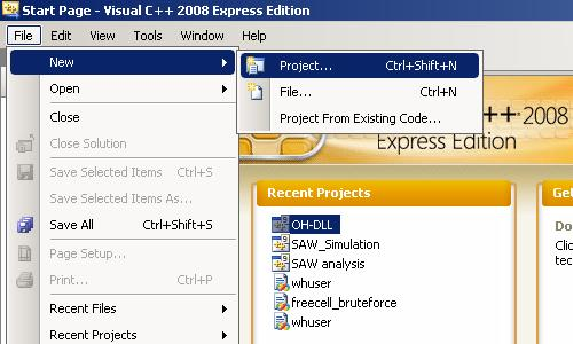 Start Page - Visual C++ 2008 Express Edition
File Edit View Tools Window Help
New
Open
Close
Close Solution
Save Selected Items Ctrl+S
Save Selected Items As...
Save All Ctrl+Shift+S
Page Setup...
Print... Ctrl+P
Recent Files
Recent Projects
Project... Ctrl+Shift+N
File... Ctrl+N
Project From Existing Code...
++ 2008
Express Edition
Recent Projects
OH-DLL
SAW_Simulation
SAW analysis
whuser
freecell_bruteforce
whuser
Get
Do
Clic
tec